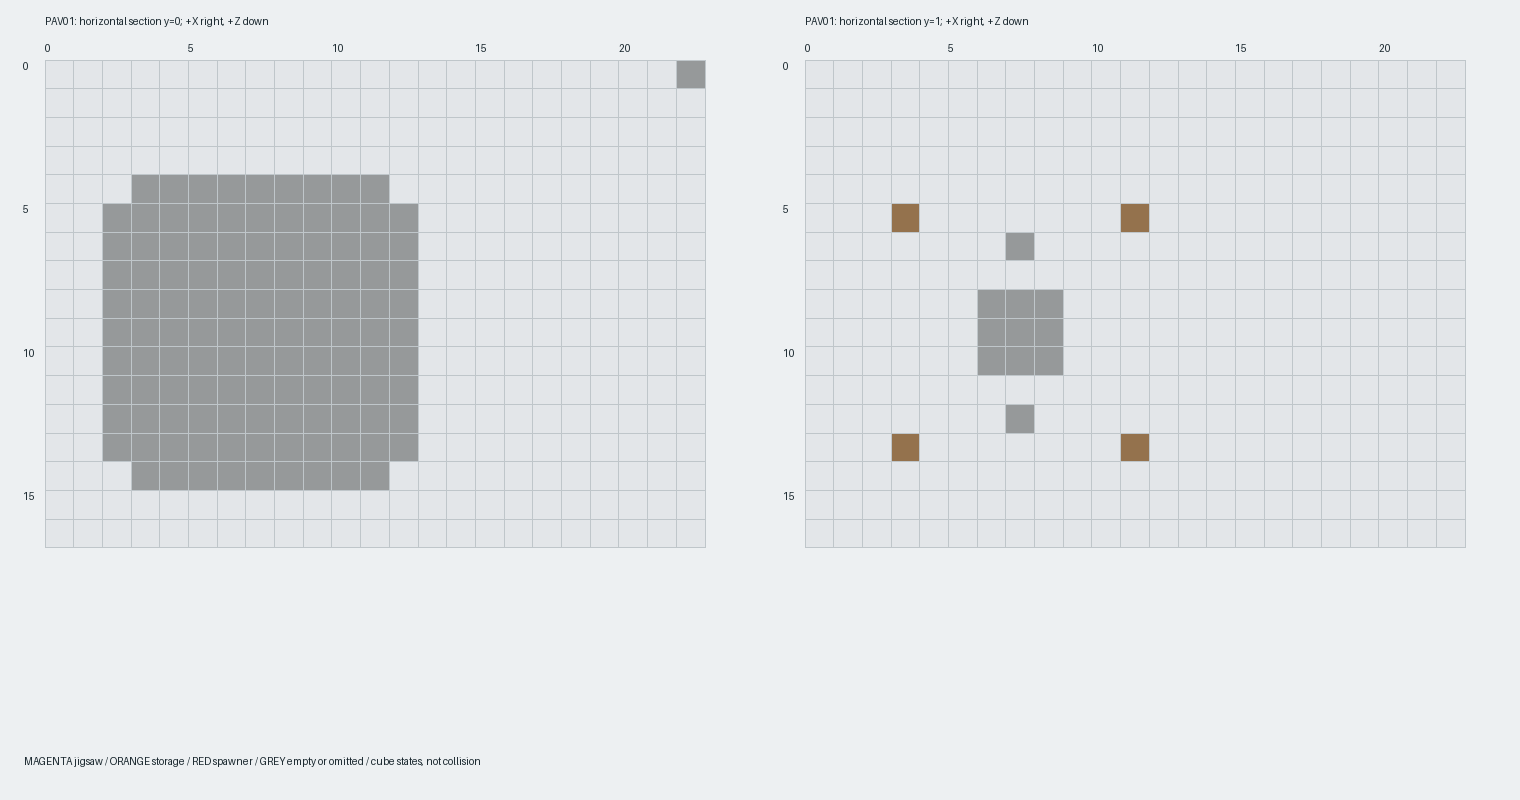 PAV01: horizontal section y=0; +X right, +Z down
PAV01: horizontal section y=1; +X right, +Z down
0 5 10 15 20
0 5 10 15 20
0
0
5
5
10
10
15
15
MAGENTA jigsaw / ORANGE storage / RED spawner / GREY empty or omitted / cube states, not collision